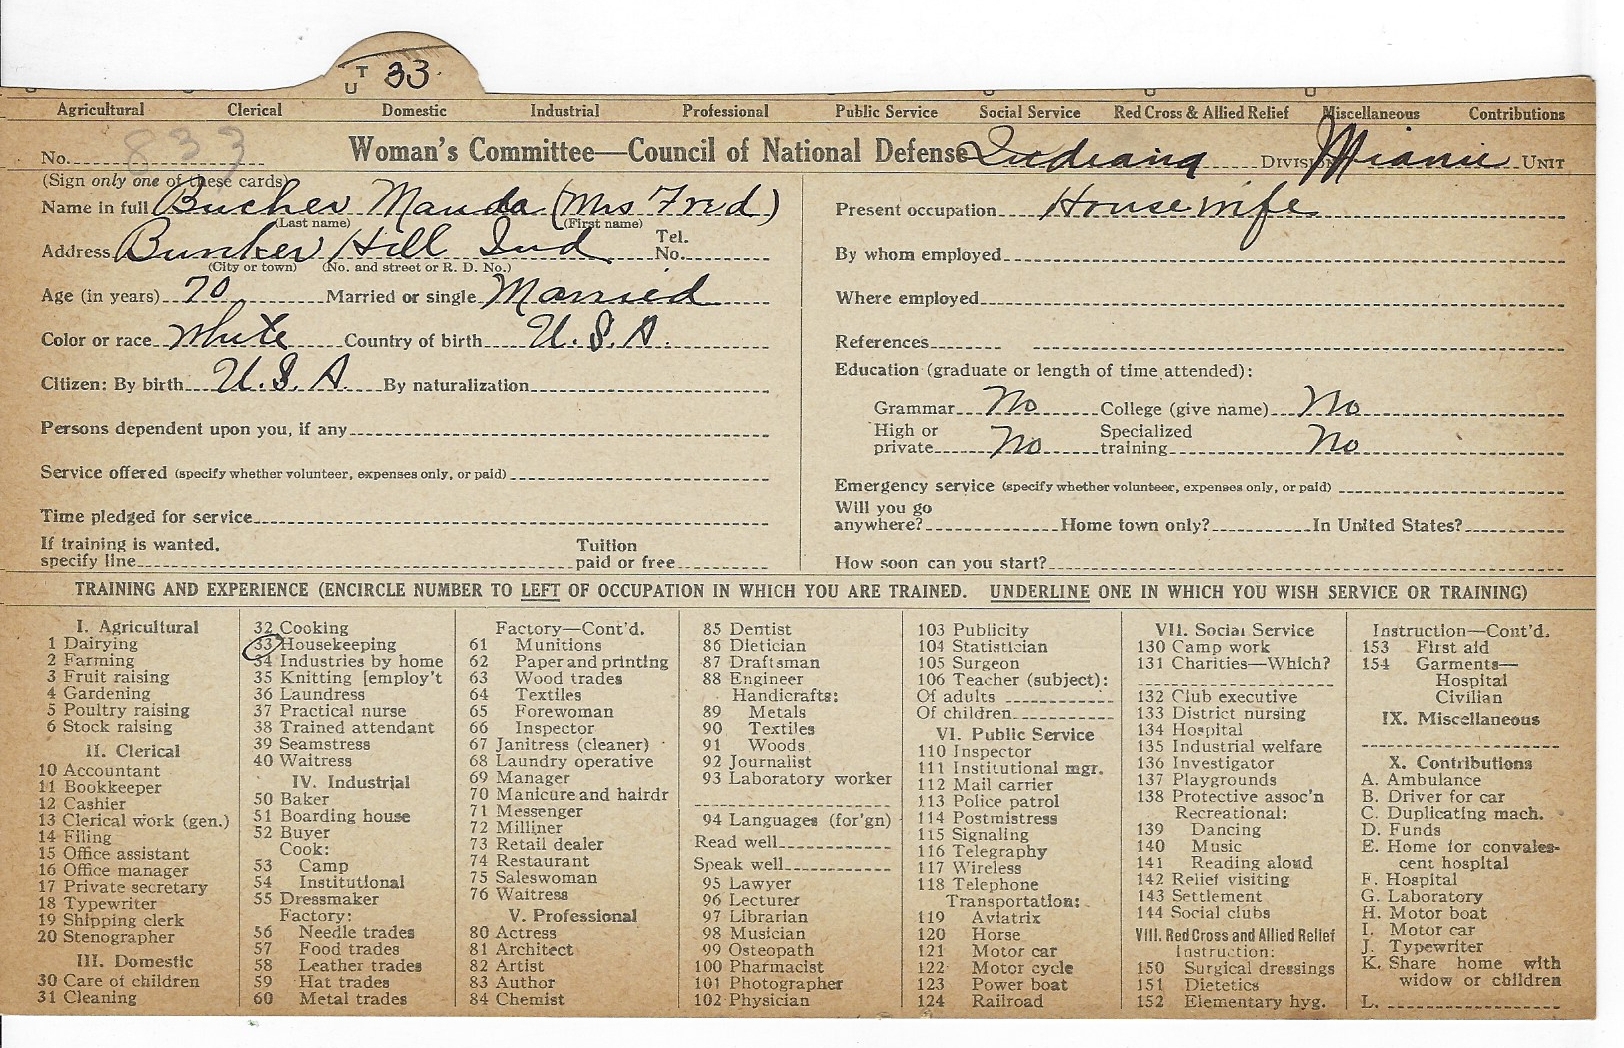 T
U 33.
Agricultural Clerical Domestic Industrial Professional Public Service Social Service Red Cross & Allied Relief Miscellaneous Contributions
No. 833 Woman's Committee—Council of National Defense Indiana DIVISION Miami UNIT
(Sign only one of these cards)
Name in full Bucher Manda (Mrs Fred)
(Last name) (First name)
Address Bunker Hill Ind Tel. No.
(City or town) (No. and street or R. D. No.)
Age (in years) 70 Married or single Married
Color or race white Country of birth U.S.A.
Citizen: By birth U.S.A. By naturalization
Persons dependent upon you, if any
Service offered (specify whether volunteer, expenses only, or paid)
Time pledged for service
If training is wanted. Tuition
specify line paid or free
Present occupation Housewife
By whom employed
Where employed
References
Education (graduate or length of time attended):
Grammar No College (give name) No
High or Specialized
private No training No
Emergency service (specify whether volunteer, expenses only, or paid)
Will you go
anywhere? Home town only? In United States?
How soon can you start?
TRAINING AND EXPERIENCE (ENCIRCLE NUMBER TO LEFT OF OCCUPATION IN WHICH YOU ARE TRAINED. UNDERLINE ONE IN WHICH YOU WISH SERVICE OR TRAINING)
I. Agricultural
1 Dairying
2 Farming
3 Fruit raising
4 Gardening
5 Poultry raising
6 Stock raising
II. Clerical
10 Accountant
11 Bookkeeper
12 Cashier
13 Clerical work (gen.)
14 Filing
15 Office assistant
16 Office manager
17 Private secretary
18 Typewriter
19 Shipping clerk
20 Stenographer
III. Domestic
30 Care of children
31 Cleaning
32 Cooking
33 Housekeeping
34 Industries by home
35 Knitting [employ't
36 Laundress
37 Practical nurse
38 Trained attendant
39 Seamstress
40 Waitress
IV. Industrial
50 Baker
51 Boarding house
52 Buyer
Cook:
53 Camp
54 Institutional
55 Dressmaker
Factory:
56 Needle trades
57 Food trades
58 Leather trades
59 Hat trades
60 Metal trades
Factory—Cont'd.
61 Munitions
62 Paper and printing
63 Wood trades
64 Textiles
65 Forewoman
66 Inspector
67 Janitress (cleaner)
68 Laundry operative
69 Manager
70 Manicure and hairdr
71 Messenger
72 Milliner
73 Retail dealer
74 Restaurant
75 Saleswoman
76 Waitress
V. Professional
80 Actress
81 Architect
82 Artist
83 Author
84 Chemist
85 Dentist
86 Dietician
87 Draftsman
88 Engineer
Handicrafts:
89 Metals
90 Textiles
91 Woods
92 Journalist
93 Laboratory worker
94 Languages (for'gn)
Read well
Speak well
95 Lawyer
96 Lecturer
97 Librarian
98 Musician
99 Osteopath
100 Pharmacist
101 Photographer
102 Physician
103 Publicity
104 Statistician
105 Surgeon
106 Teacher (subject):
Of adults
Of children
VI. Public Service
110 Inspector
111 Institutional mgr.
112 Mail carrier
113 Police patrol
114 Postmistress
115 Signaling
116 Telegraphy
117 Wireless
118 Telephone
Transportation:
119 Aviatrix
120 Horse
121 Motor car
122 Motor cycle
123 Power boat
124 Railroad
VII. Social Service
130 Camp work
131 Charities—Which?
132 Club executive
133 District nursing
134 Hospital
135 Industrial welfare
136 Investigator
137 Playgrounds
138 Protective assoc'n
Recreational:
139 Dancing
140 Music
141 Reading aloud
142 Relief visiting
143 Settlement
144 Social clubs
VIII. Red Cross and Allied Relief
Instruction:
150 Surgical dressings
151 Dietetics
152 Elementary hyg.
Instruction—Cont'd.
153 First aid
154 Garments—
Hospital
Civilian
IX. Miscellaneous
X. Contributions
A. Ambulance
B. Driver for car
C. Duplicating mach.
D. Funds
E. Home for convales-
cent hospital
F. Hospital
G. Laboratory
H. Motor boat
I. Motor car
J. Typewriter
K. Share home with
widow or children
L.